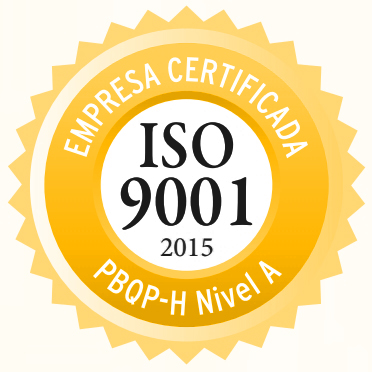 EMPRESA CERTIFICADA
ISO
9001
2015
PBQP-H Nivel A